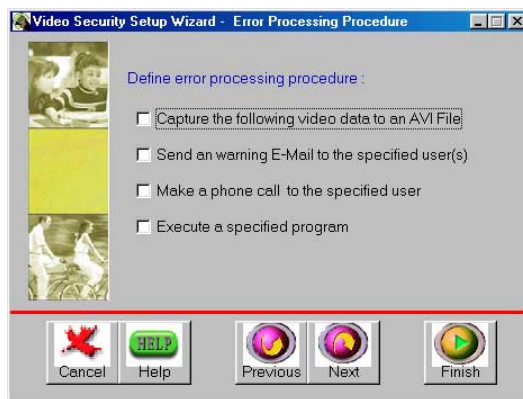 Video Security Setup Wizard - Error Processing Procedure
Define error processing procedure :
Capture the following video data to an AVI File
Send an warning E-Mail to the specified user(s)
Make a phone call to the specified user
Execute a specified program
HELP
Cancel Help Previous Next Finish